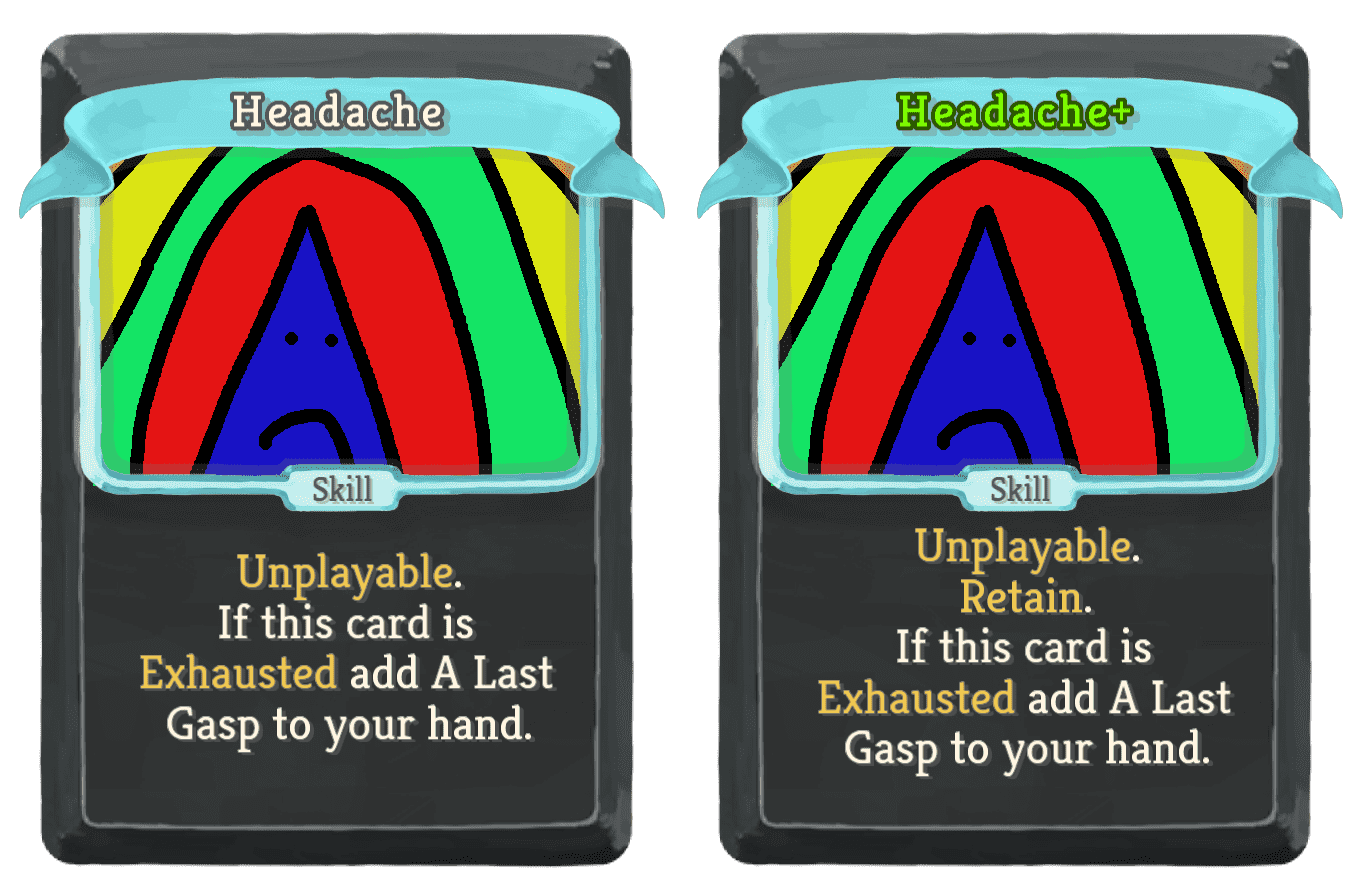 Headache
Skill
Unplayable.
If this card is
Exhausted add A Last
Gasp to your hand.
Headache+
Skill
Unplayable.
Retain.
If this card is
Exhausted add A Last
Gasp to your hand.